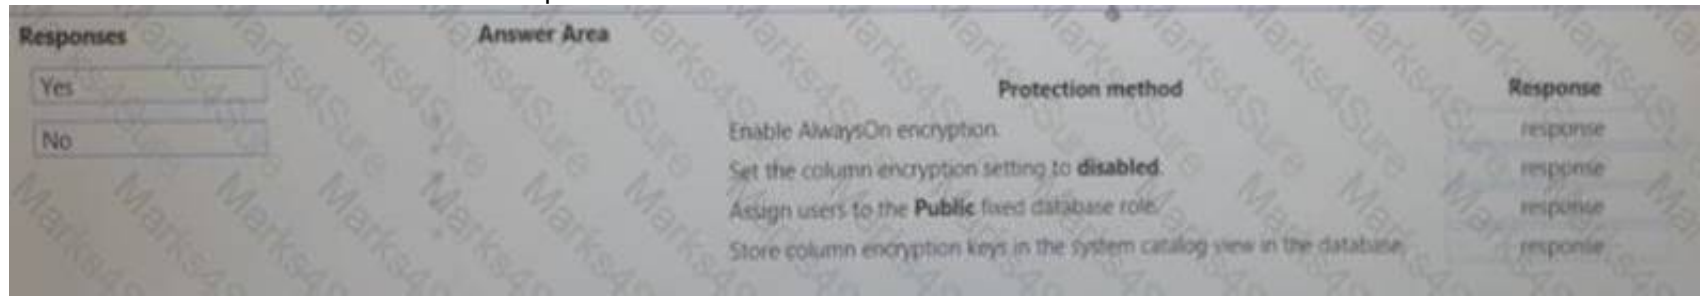 Responses
Answer Area
Yes
No
Protection method
Response
Enable AlwaysOn encryption.
response
Set the column encryption setting to disabled.
response
Assign users to the Public fixed database role.
response
Store column encryption keys in the system catalog view in the database.
response
Marks4Sure